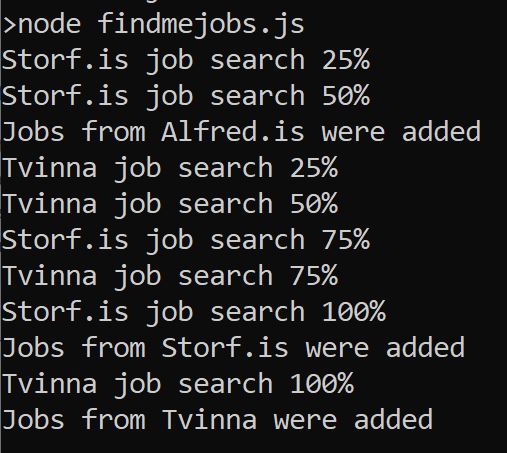 >node findmejobs.js
Storf.is job search 25%
Storf.is job search 50%
Jobs from Alfred.is were added
Tvinna job search 25%
Tvinna job search 50%
Storf.is job search 75%
Tvinna job search 75%
Storf.is job search 100%
Jobs from Storf.is were added
Tvinna job search 100%
Jobs from Tvinna were added